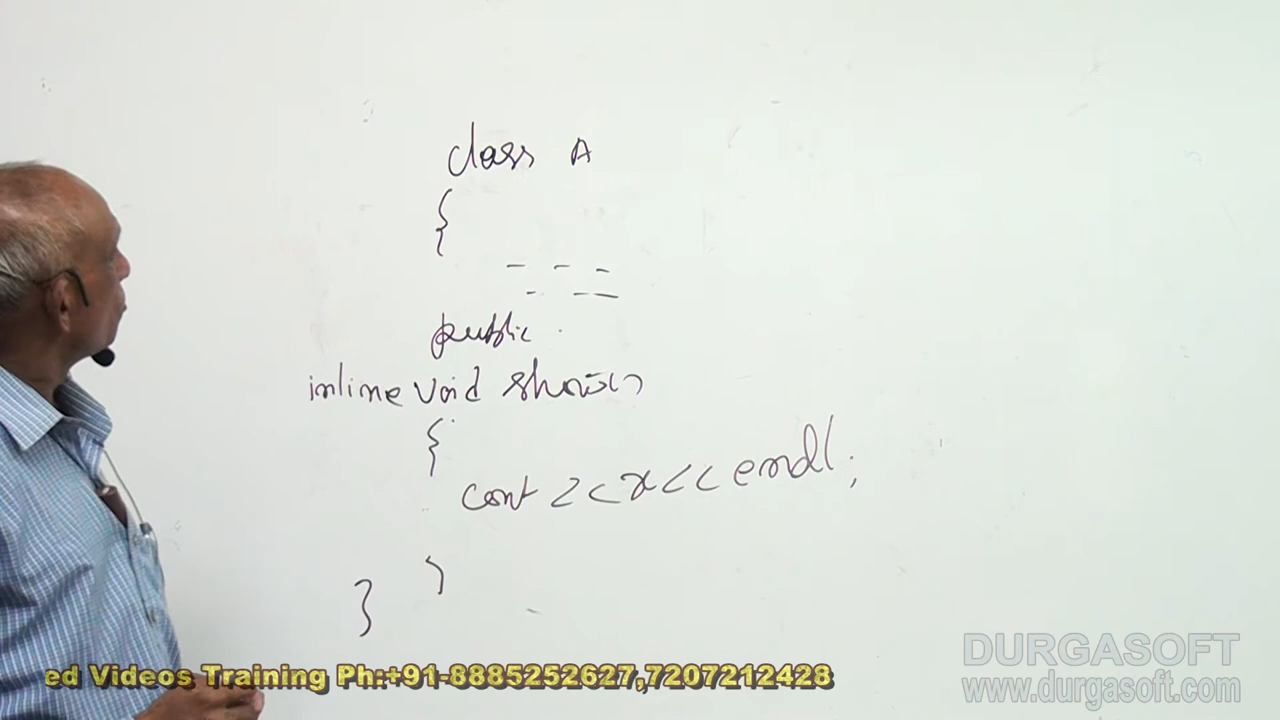 class A
{
- - -
- - -
public :
inline void show()
{
cout <<x<< endl;
}
}
ed Videos Training Ph:+91-8885252627,7207212428
DURGASOFT
www.durgasoft.com